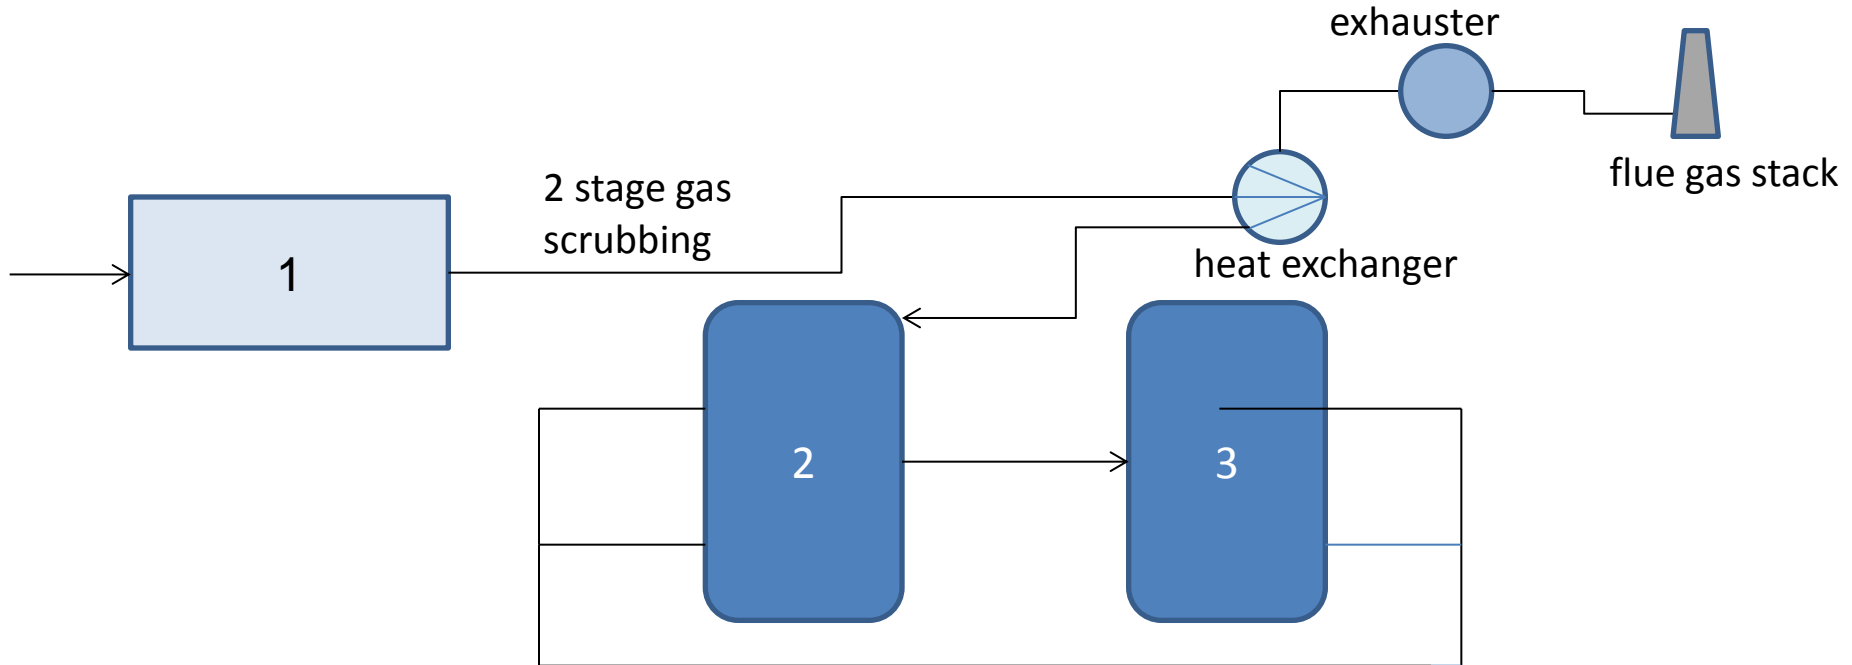 exhauster
flue gas stack
2 stage gas
scrubbing
heat exchanger
1
2
3